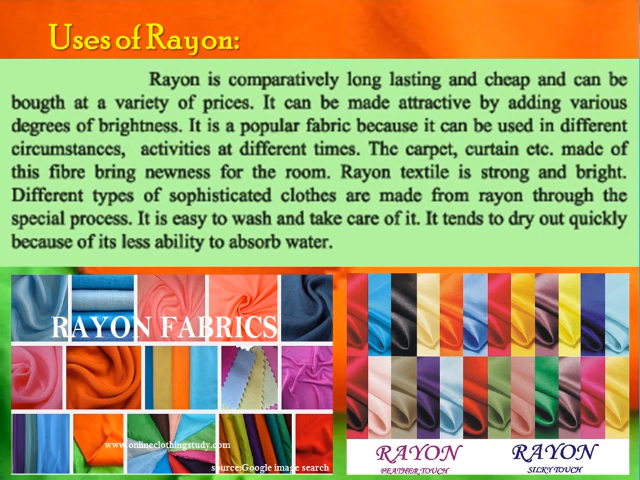 Uses of Rayon:
Rayon is comparatively long lasting and cheap and can be
bougth at a variety of prices. It can be made attractive by adding various
degrees of brightness. It is a popular fabric because it can be used in different
circumstances, activities at different times. The carpet, curtain etc. made of
this fibre bring newness for the room. Rayon textile is strong and bright.
Different types of sophisticated clothes are made from rayon through the
special process. It is easy to wash and take care of it. It tends to dry out quickly
because of its less ability to absorb water.
RAYON FABRICS
www.onlineclothingstudy.com
source:Google image search
RAYON
FEATHER TOUCH
RAYON
SILKY TOUCH